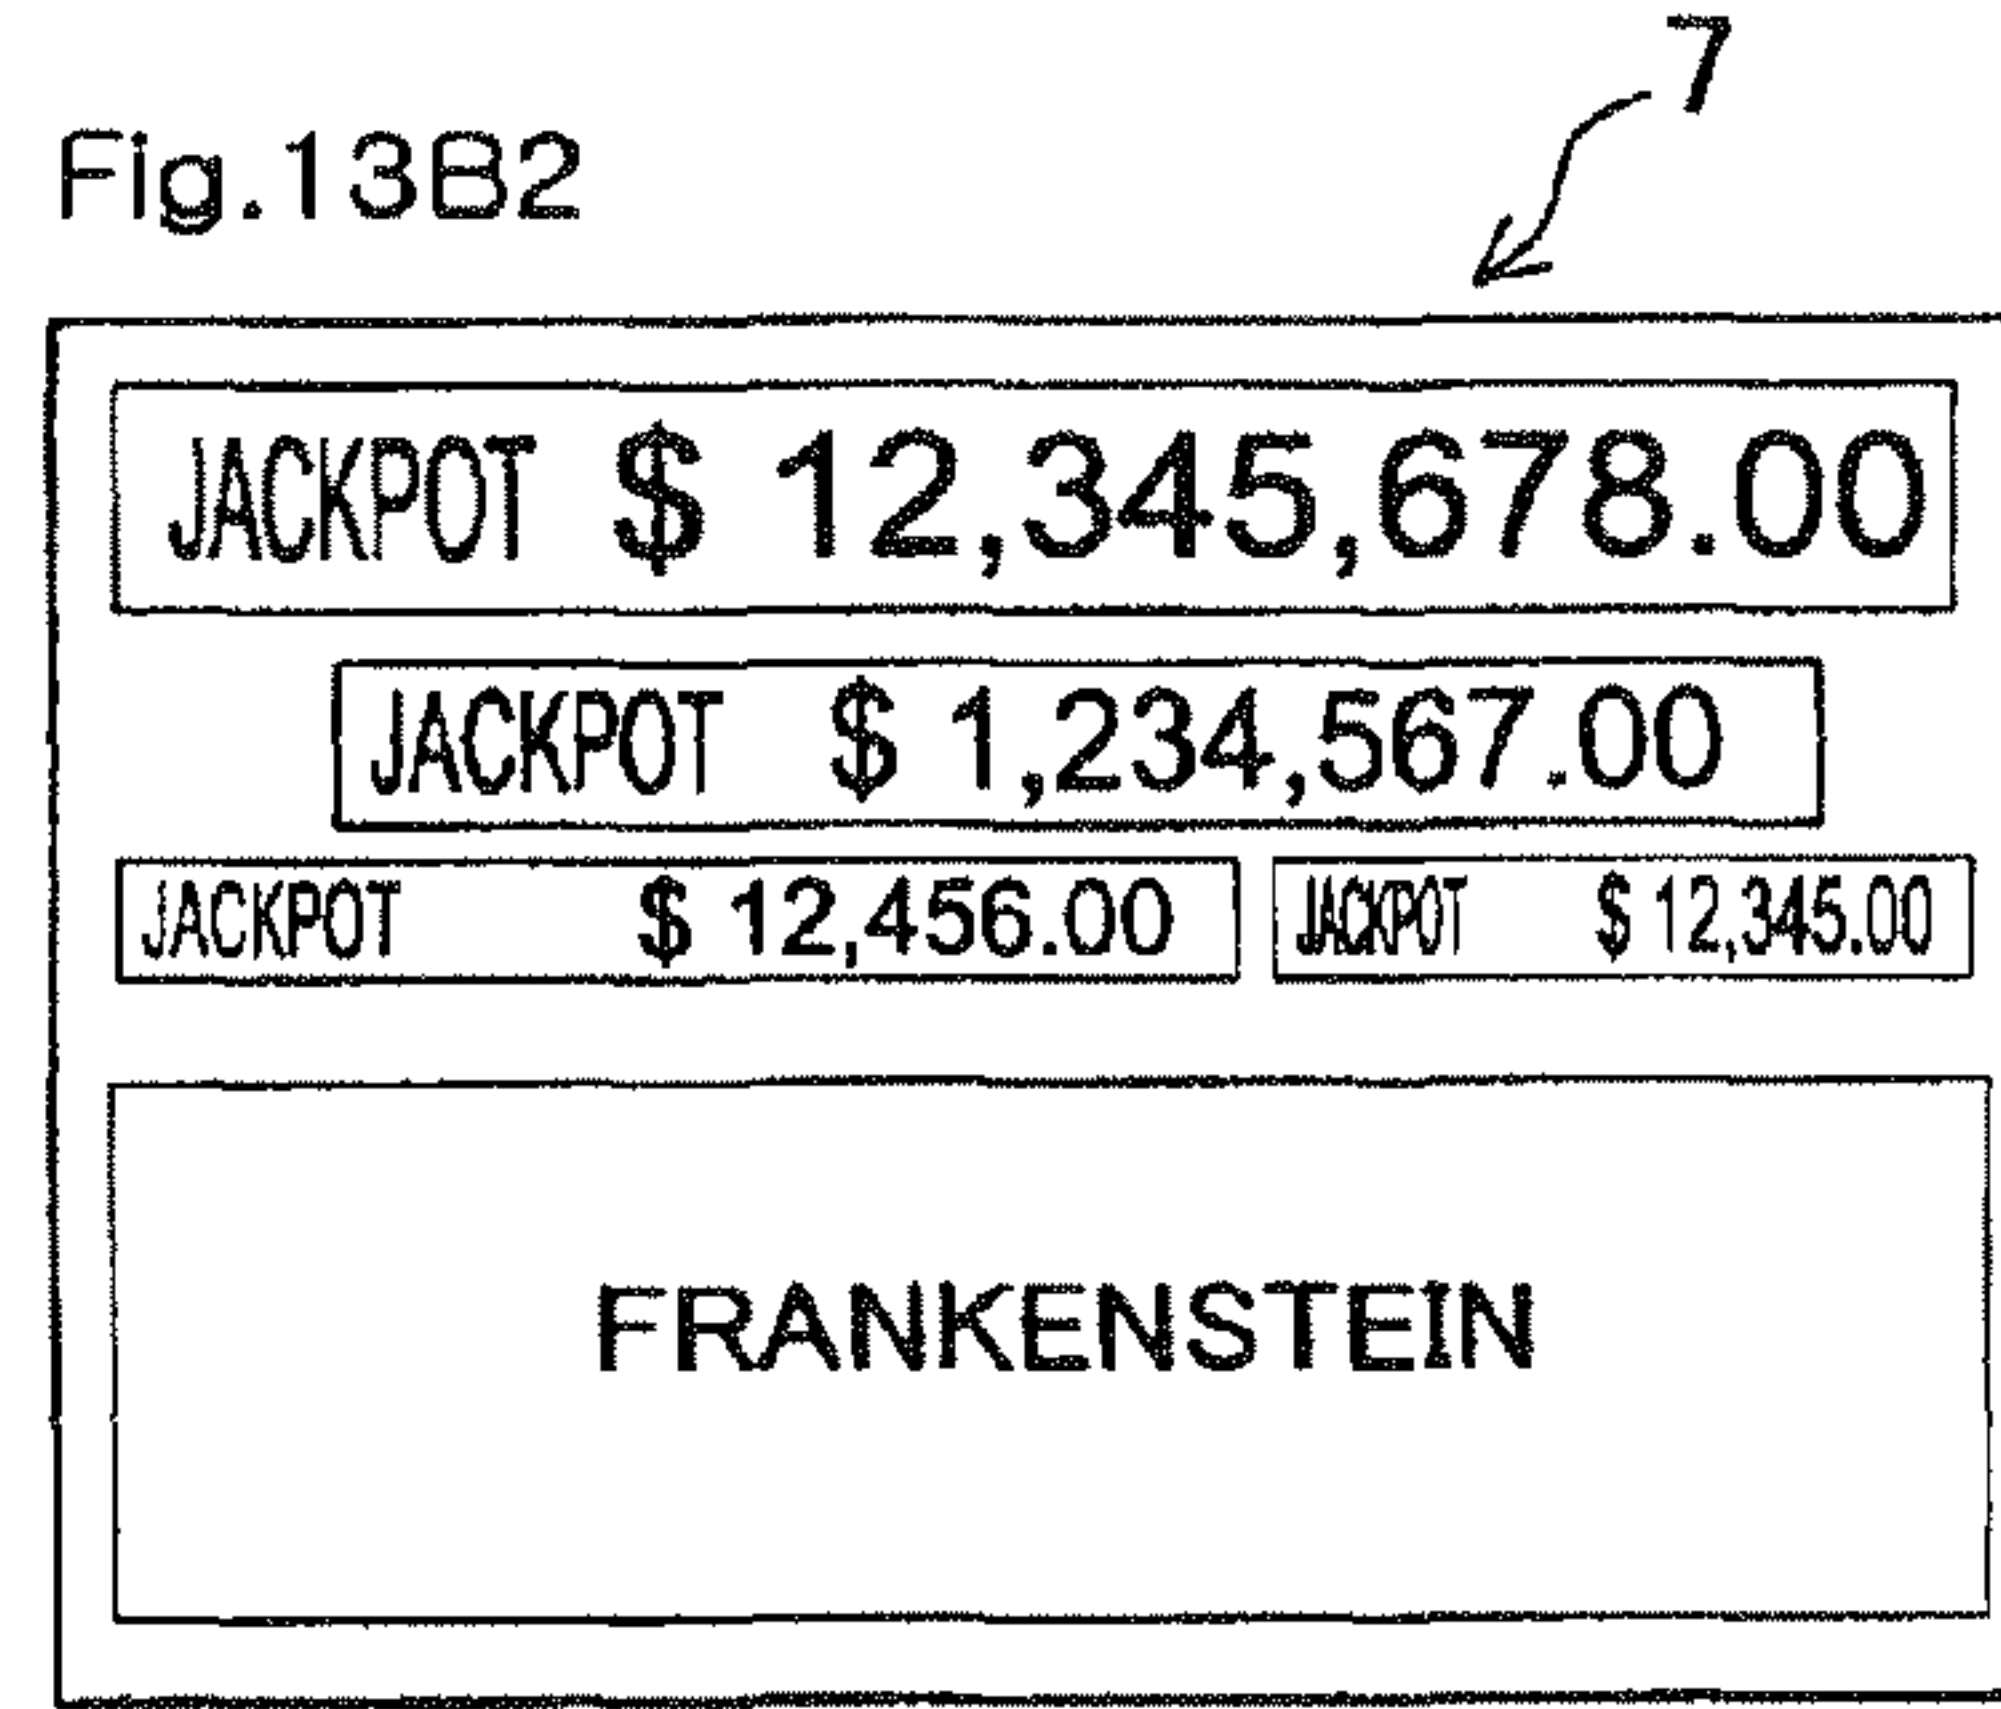 7
Fig.13B2
JACKPOT $ 12,345,678.00
JACKPOT $ 1,234,567.00
JACKPOT $ 12,456.00 JACKPOT $ 12,345.00
FRANKENSTEIN